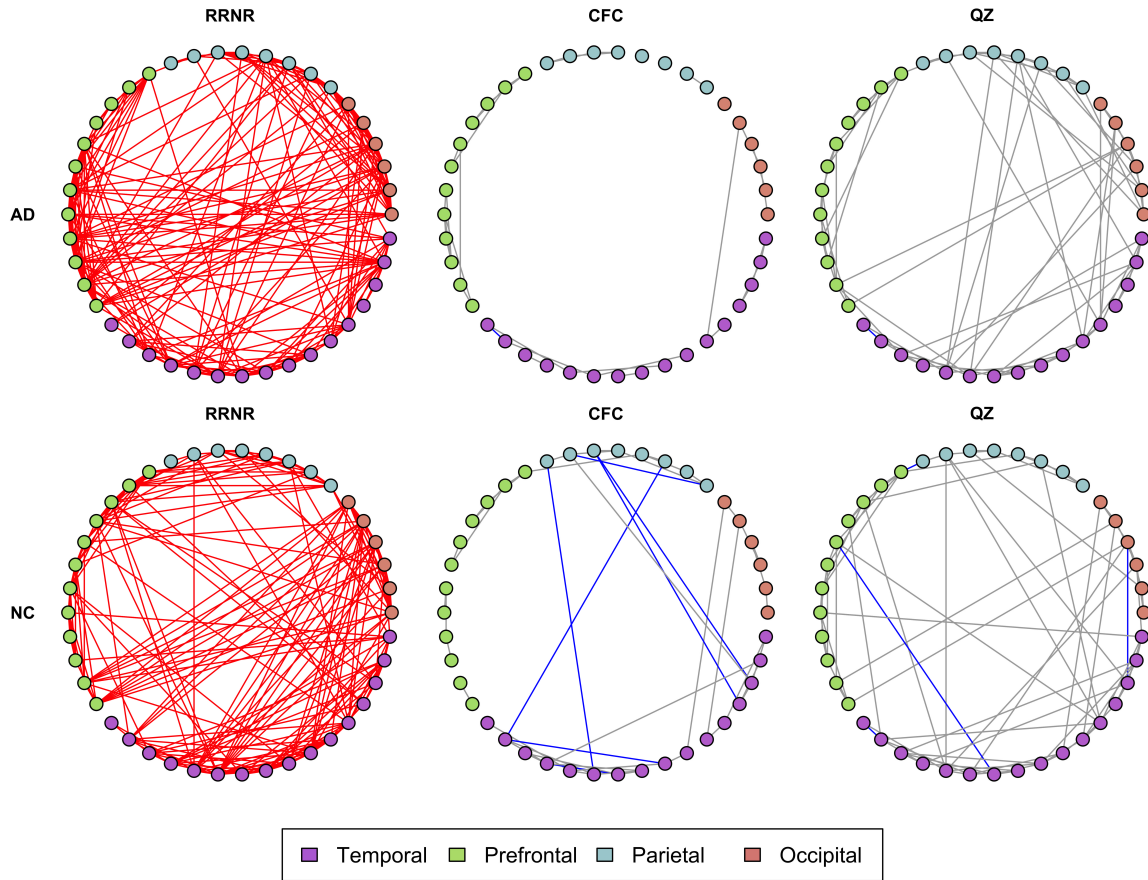 RRNR CFC QZ
AD
RRNR CFC QZ
NC
Temporal Prefrontal Parietal Occipital